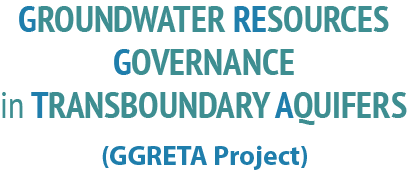 GROUNDWATER RESOURCES
GOVERNANCE
in TRANSBOUNDARY AQUIFERS
(GGRETA Project)